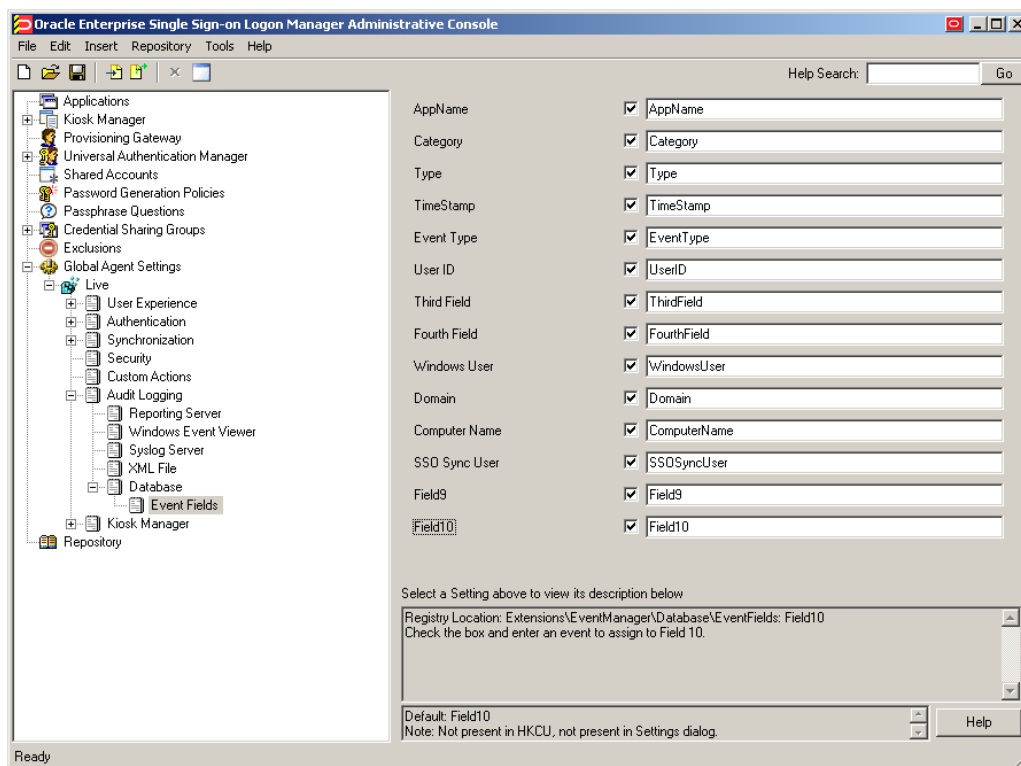 Oracle Enterprise Single Sign-on Logon Manager Administrative Console
File Edit Insert Repository Tools Help
Help Search: Go
Applications
Kiosk Manager
Provisioning Gateway
Universal Authentication Manager
Shared Accounts
Password Generation Policies
Passphrase Questions
Credential Sharing Groups
Exclusions
Global Agent Settings
Live
User Experience
Authentication
Synchronization
Security
Custom Actions
Audit Logging
Reporting Server
Windows Event Viewer
Syslog Server
XML File
Database
Event Fields
Kiosk Manager
Repository
AppName AppName
Category Category
Type Type
TimeStamp TimeStamp
Event Type EventType
User ID UserID
Third Field ThirdField
Fourth Field FourthField
Windows User WindowsUser
Domain Domain
Computer Name ComputerName
SSO Sync User SSOSyncUser
Field9 Field9
Field10 Field10
Select a Setting above to view its description below
Registry Location: Extensions\EventManager\Database\EventFields: Field10
Check the box and enter an event to assign to Field 10.
Default: Field10
Note: Not present in HKCU, not present in Settings dialog.
Help
Ready